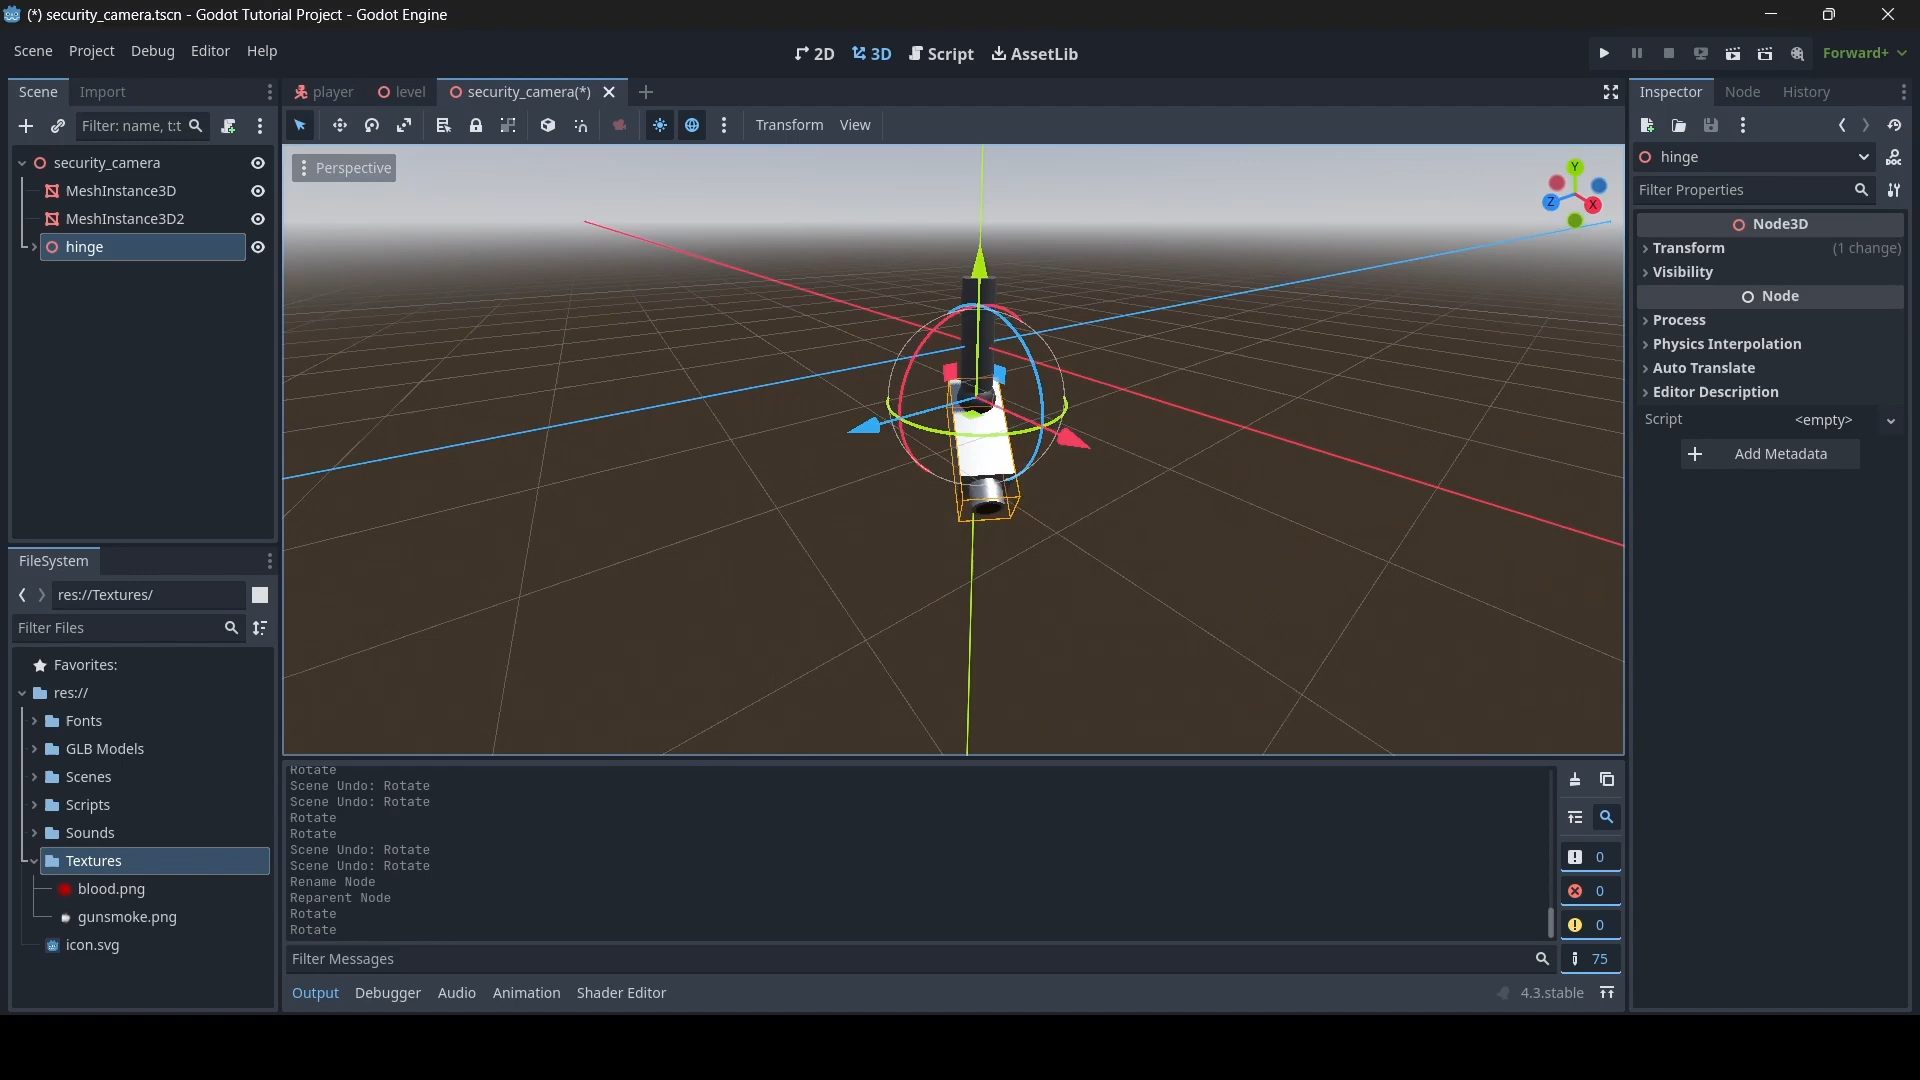 (*) security_camera.tscn - Godot Tutorial Project - Godot Engine
Scene Project Debug Editor Help
2D 3D Script AssetLib
Forward+
Scene Import
player level security_camera(*)
Inspector Node History
Filter: name, t:t
Transform View
security_camera
MeshInstance3D
MeshInstance3D2
hinge
Perspective
Y
Z
X
hinge
Filter Properties
Node3D
Transform (1 change)
Visibility
Node
Process
Physics Interpolation
Auto Translate
Editor Description
Script <empty>
Add Metadata
FileSystem
res://Textures/
Filter Files
Favorites:
res://
Fonts
GLB Models
Scenes
Scripts
Sounds
Textures
blood.png
gunsmoke.png
icon.svg
Rotate
Scene Undo: Rotate
Scene Undo: Rotate
Rotate
Rotate
Scene Undo: Rotate
Scene Undo: Rotate
Rename Node
Reparent Node
Rotate
Rotate
0
0
0
75
Filter Messages
Output Debugger Audio Animation Shader Editor
4.3.stable